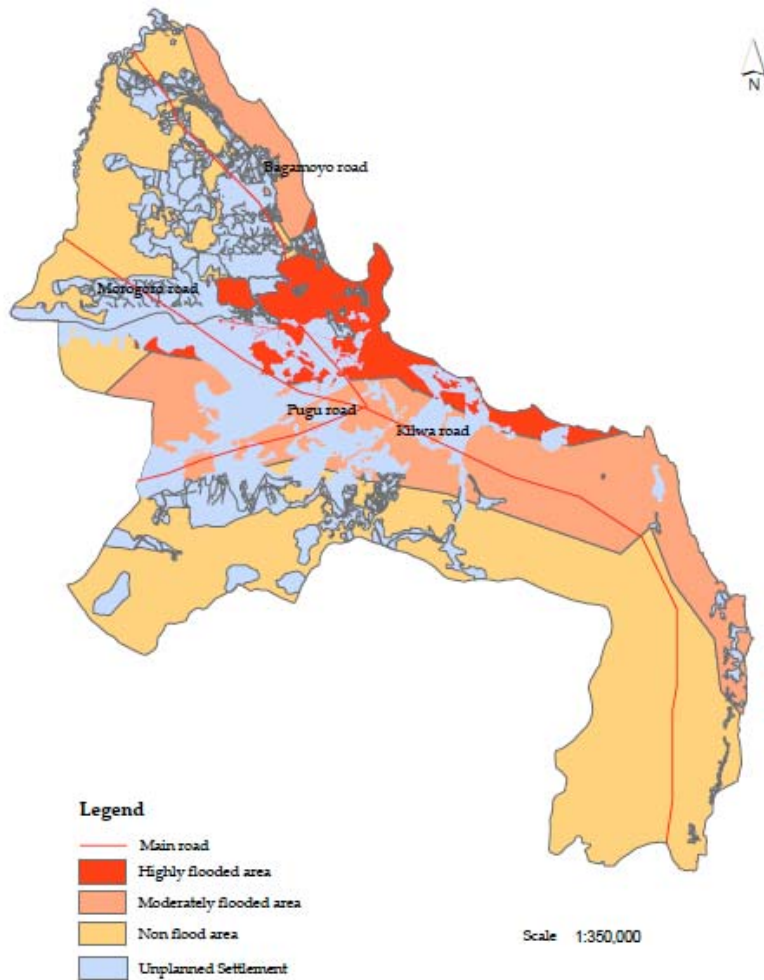 N
Bagamoyo road
Morogoro road
Pugu road
Kilwa road
Legend
Main road
Highly flooded area
Moderately flooded area
Non flood area
Scale 1:350,000
Unplanned Settlement